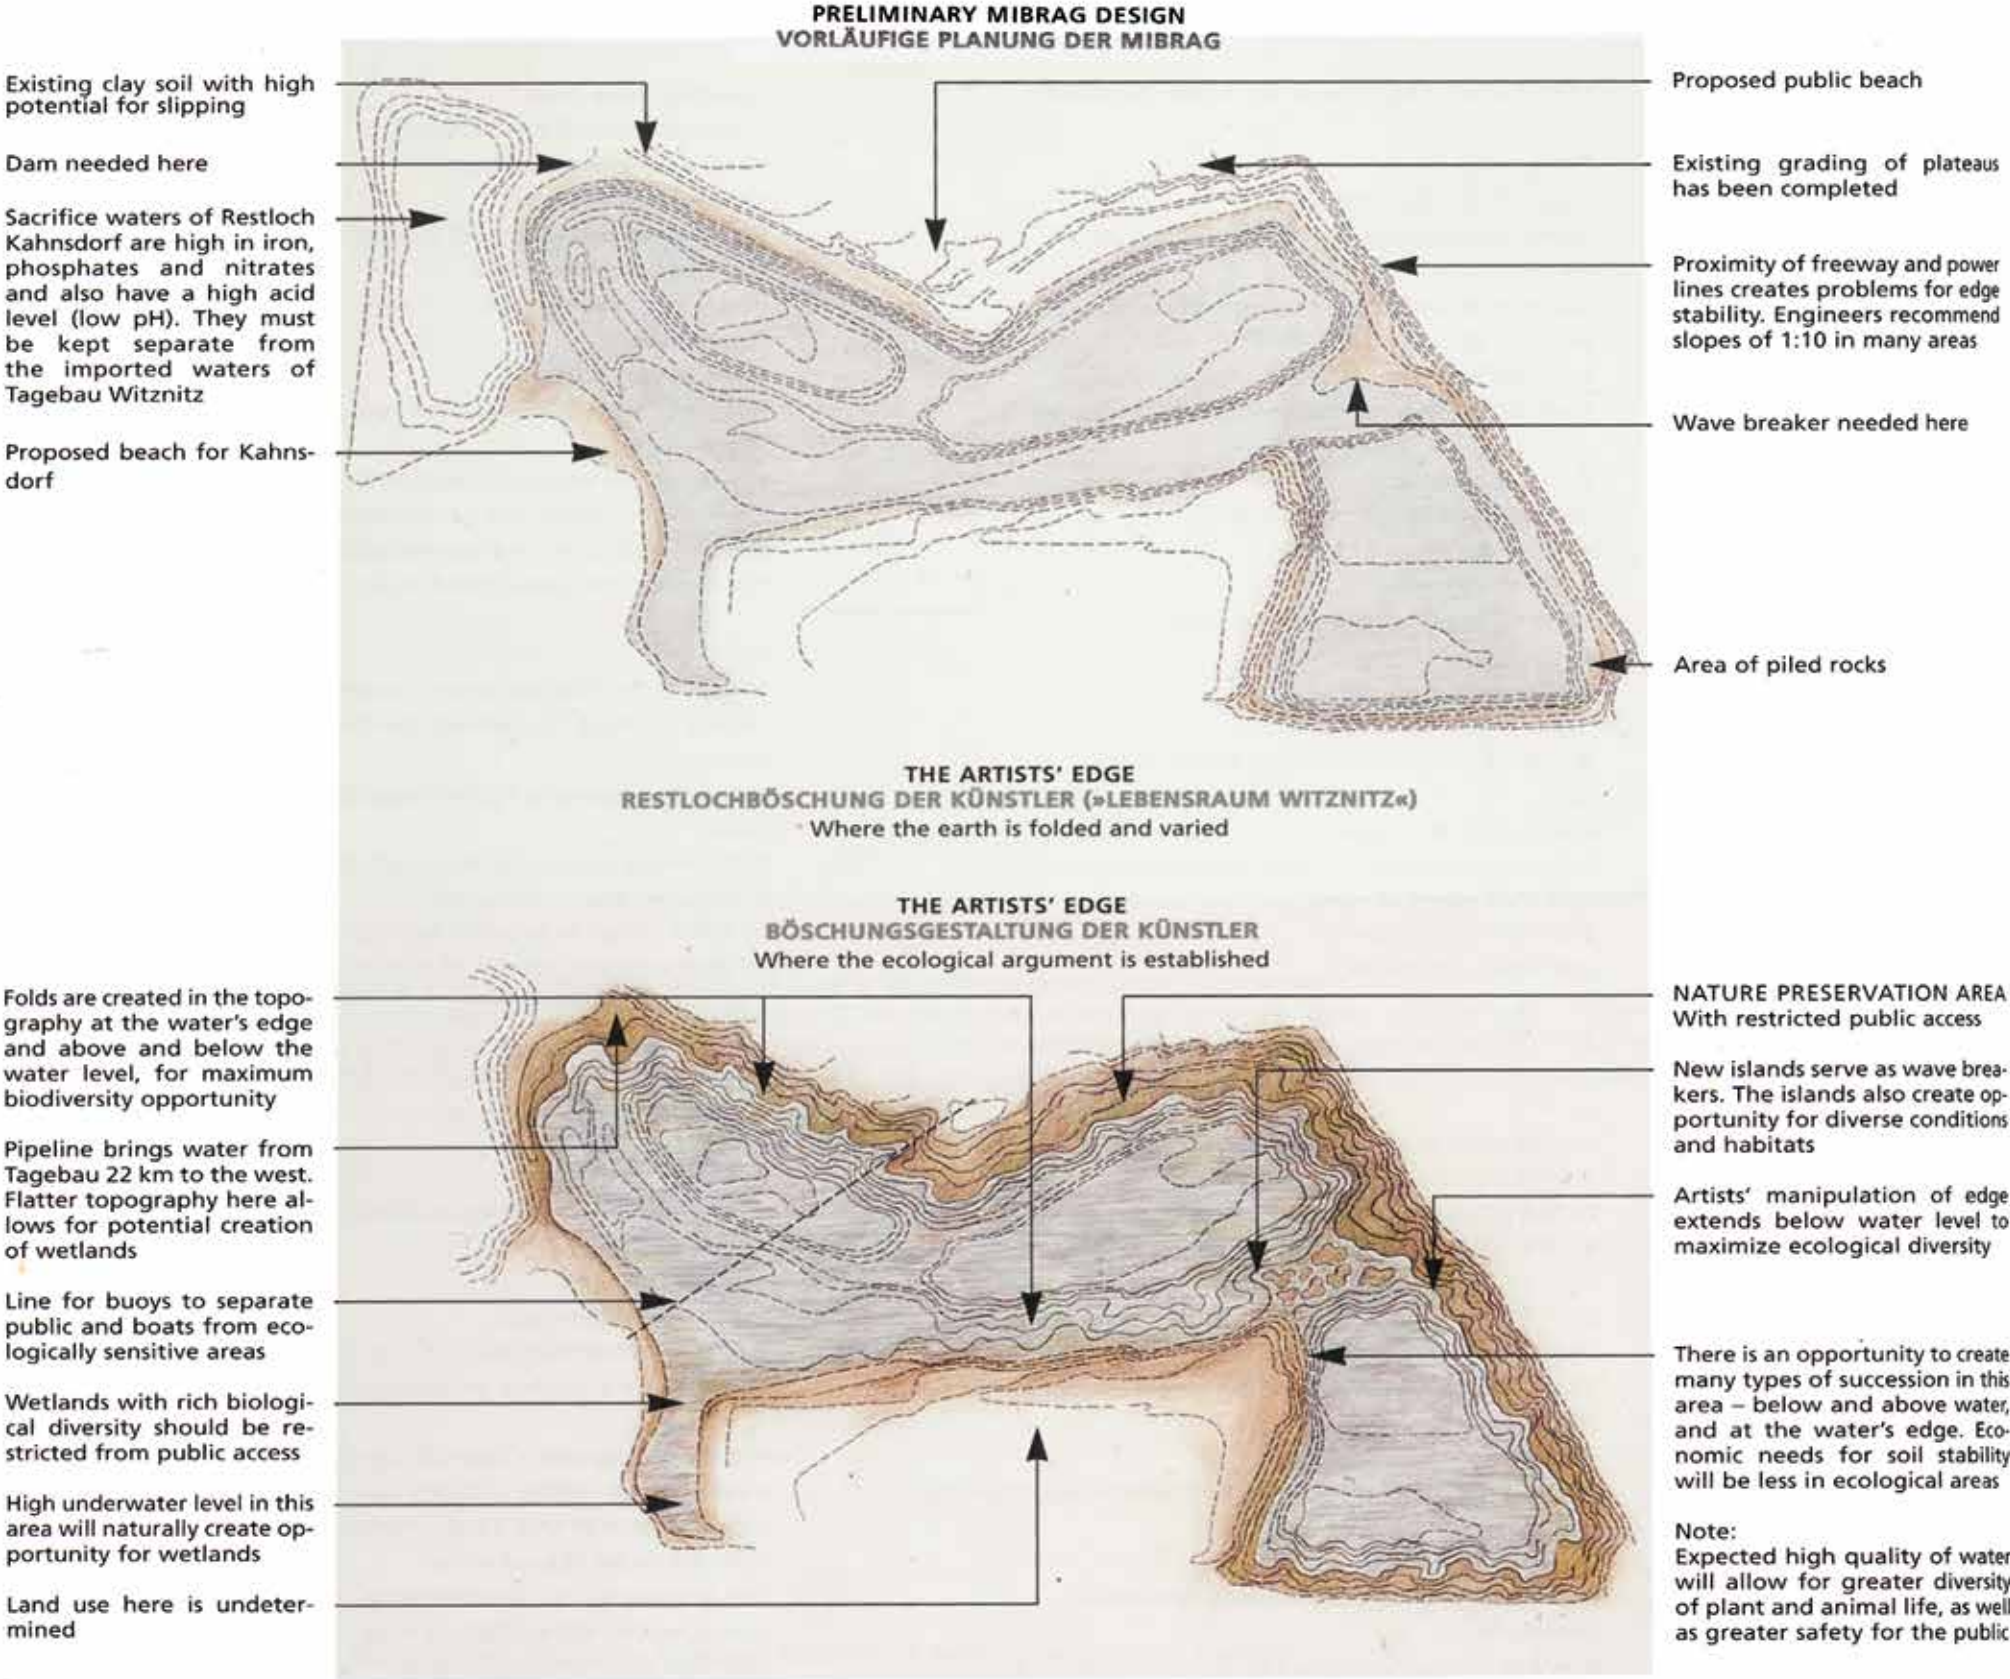 PRELIMINARY MIBRAG DESIGN
VORLÄUFIGE PLANUNG DER MIBRAG
Existing clay soil with high
potential for slipping
Dam needed here
Sacrifice waters of Restloch
Kahnsdorf are high in iron,
phosphates and nitrates
and also have a high acid
level (low pH). They must
be kept separate from
the imported waters of
Tagebau Witznitz
Proposed beach for Kahns-
dorf
Proposed public beach
Existing grading of plateaus
has been completed
Proximity of freeway and power
lines creates problems for edge
stability. Engineers recommend
slopes of 1:10 in many areas
Wave breaker needed here
Area of piled rocks
THE ARTISTS' EDGE
RESTLOCHBÖSCHUNG DER KÜNSTLER (»LEBENSRAUM WITZNITZ«)
Where the earth is folded and varied
THE ARTISTS' EDGE
BÖSCHUNGSGESTALTUNG DER KÜNSTLER
Where the ecological argument is established
Folds are created in the topo-
graphy at the water's edge
and above and below the
water level, for maximum
biodiversity opportunity
Pipeline brings water from
Tagebau 22 km to the west.
Flatter topography here al-
lows for potential creation
of wetlands
Line for buoys to separate
public and boats from eco-
logically sensitive areas
Wetlands with rich biologi-
cal diversity should be re-
stricted from public access
High underwater level in this
area will naturally create op-
portunity for wetlands
Land use here is undeter-
mined
NATURE PRESERVATION AREA
With restricted public access
New islands serve as wave brea-
kers. The islands also create op-
portunity for diverse conditions
and habitats
Artists' manipulation of edge
extends below water level to
maximize ecological diversity
There is an opportunity to create
many types of succession in this
area – below and above water,
and at the water's edge. Eco-
nomic needs for soil stability
will be less in ecological areas
Note:
Expected high quality of water
will allow for greater diversity
of plant and animal life, as well
as greater safety for the public